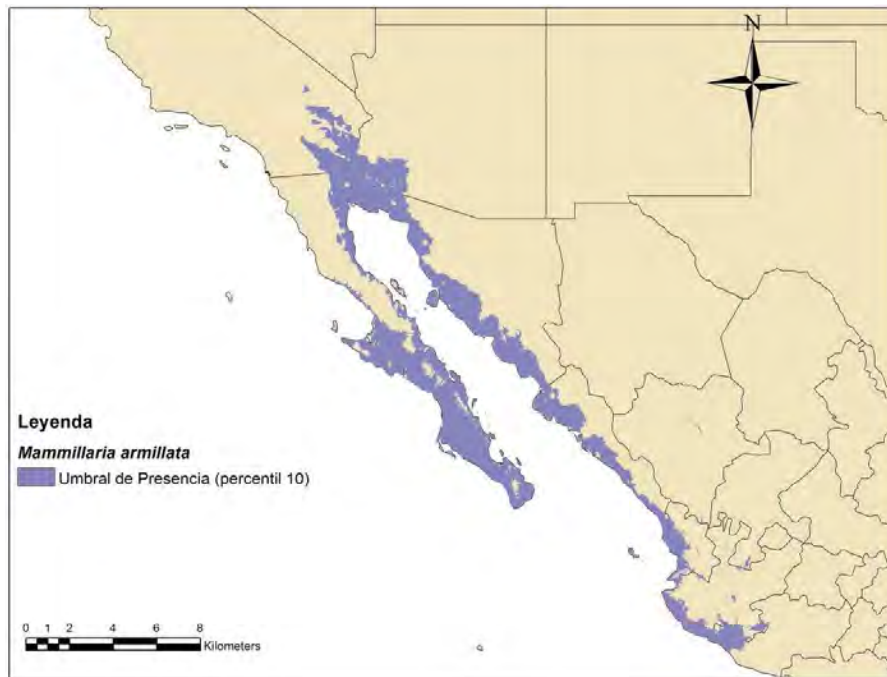 N
Leyenda
Mammillaria armillata
Umbral de Presencia (percentil 10)
0 1 2 4 6 8
Kilometers